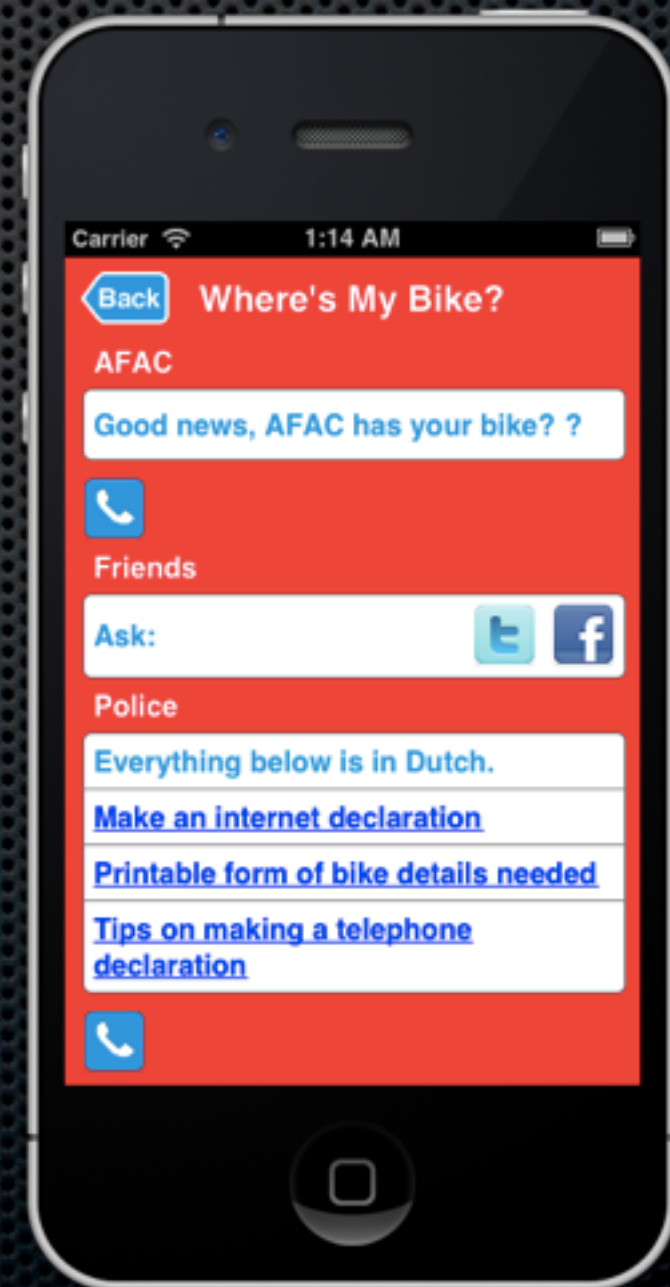 Carrier 1:14 AM
Back Where's My Bike?
AFAC
Good news, AFAC has your bike? ?
Friends
Ask:
Police
Everything below is in Dutch.
Make an internet declaration
Printable form of bike details needed
Tips on making a telephone
declaration